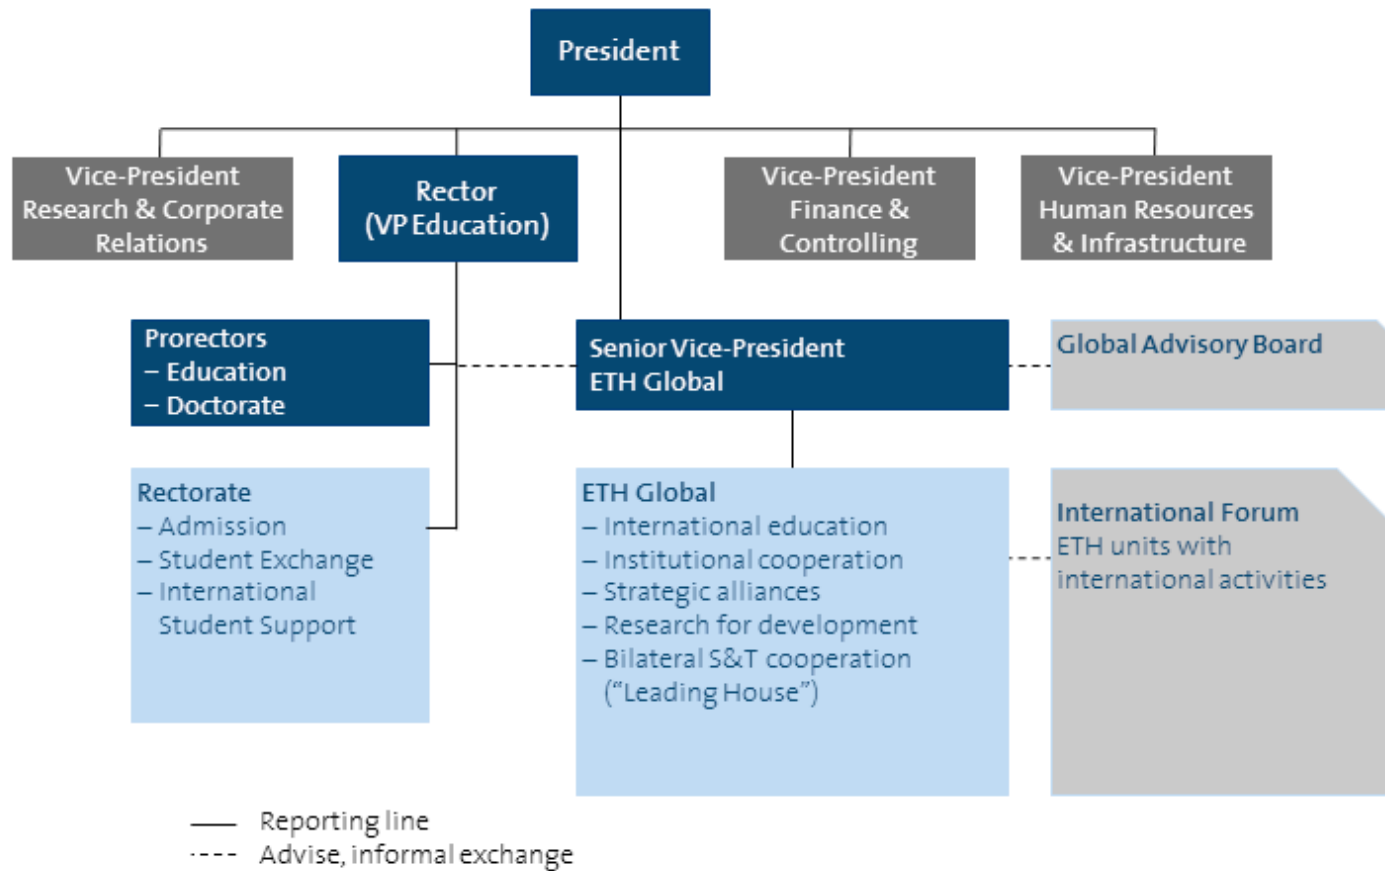 President
Vice-President
Research & Corporate
Relations
Rector
(VP Education)
Vice-President
Finance &
Controlling
Vice-President
Human Resources
& Infrastructure
Prorectors
– Education
– Doctorate
Senior Vice-President
ETH Global
Global Advisory Board
Rectorate
– Admission
– Student Exchange
– International
Student Support
ETH Global
– International education
– Institutional cooperation
– Strategic alliances
– Research for development
– Bilateral S&T cooperation
(“Leading House”)
International Forum
ETH units with
international activities
Reporting line
Advise, informal exchange